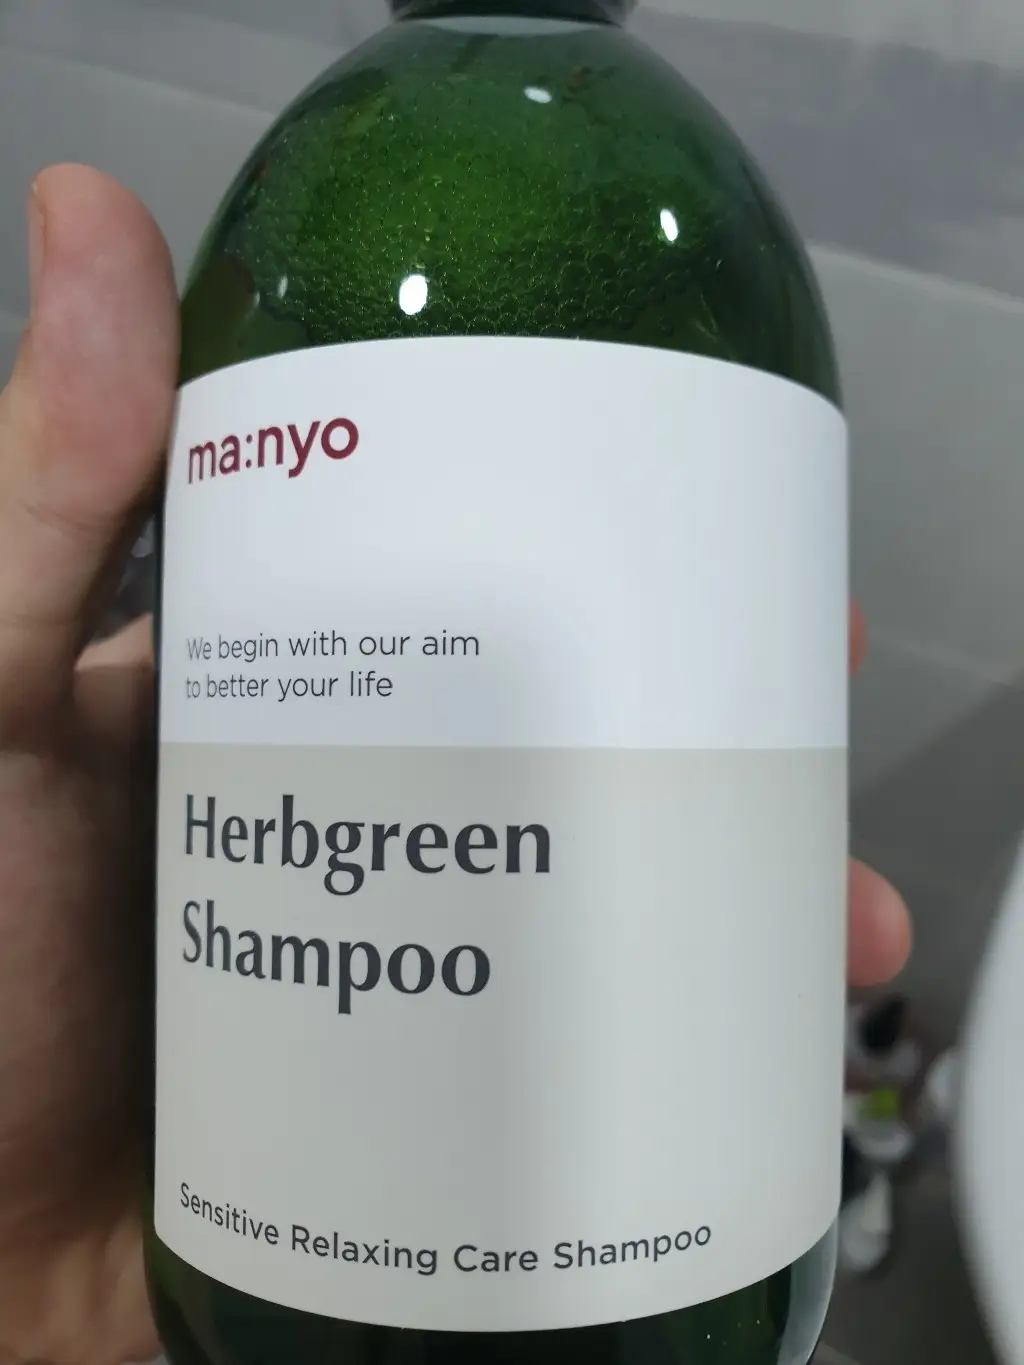 ma:nyo
We begin with our aim
to better your life
Herbgreen
Shampoo
Sensitive Relaxing Care Shampoo